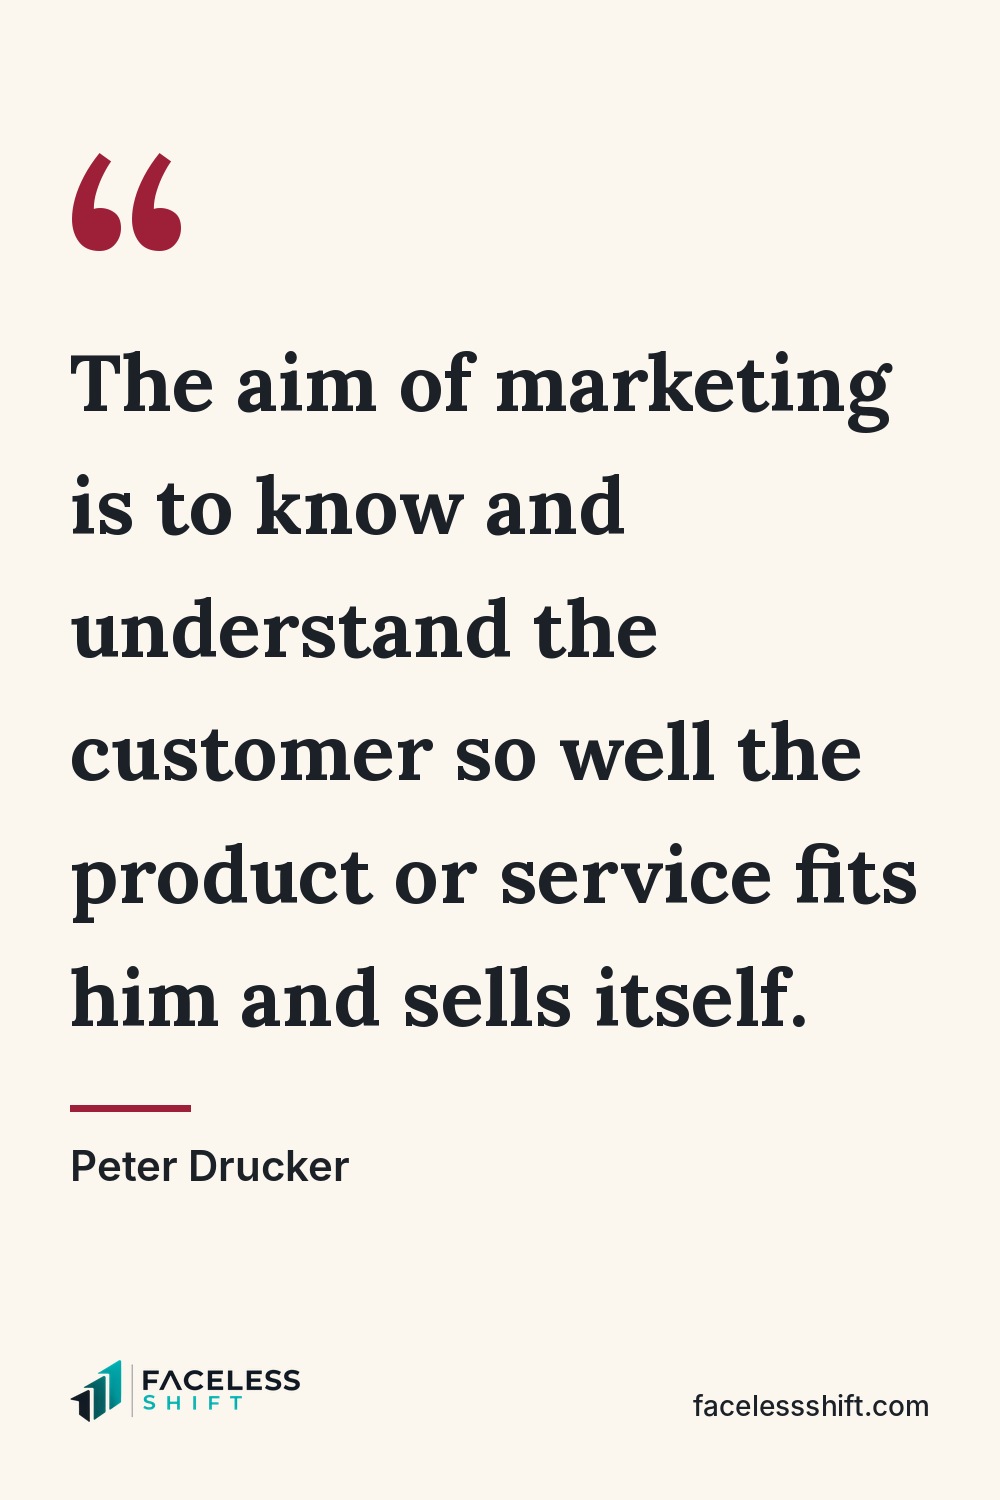 “
The aim of marketing
is to know and
understand the
customer so well the
product or service fits
him and sells itself.
Peter Drucker
FACELESS
SHIFT
facelessshift.com